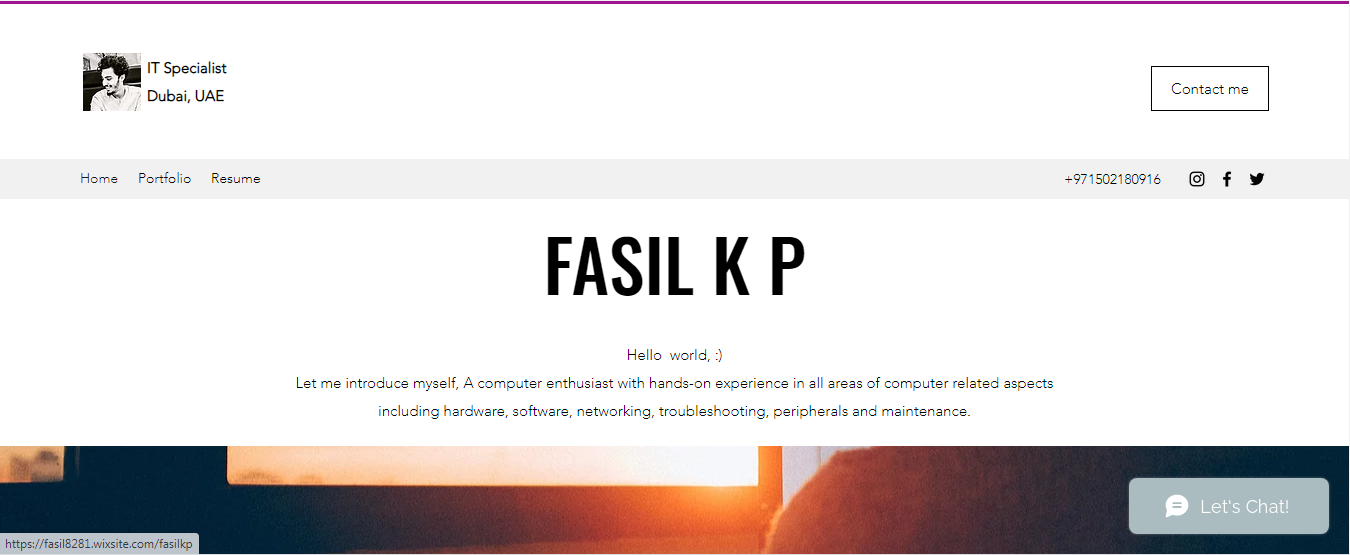 IT Specialist
Dubai, UAE
Contact me
Home Portfolio Resume +971502180916
FASIL K P
Hello world, :)
Let me introduce myself, A computer enthusiast with hands-on experience in all areas of computer related aspects
including hardware, software, networking, troubleshooting, peripherals and maintenance.
Let's Chat!
https://fasil8281.wixsite.com/fasilkp